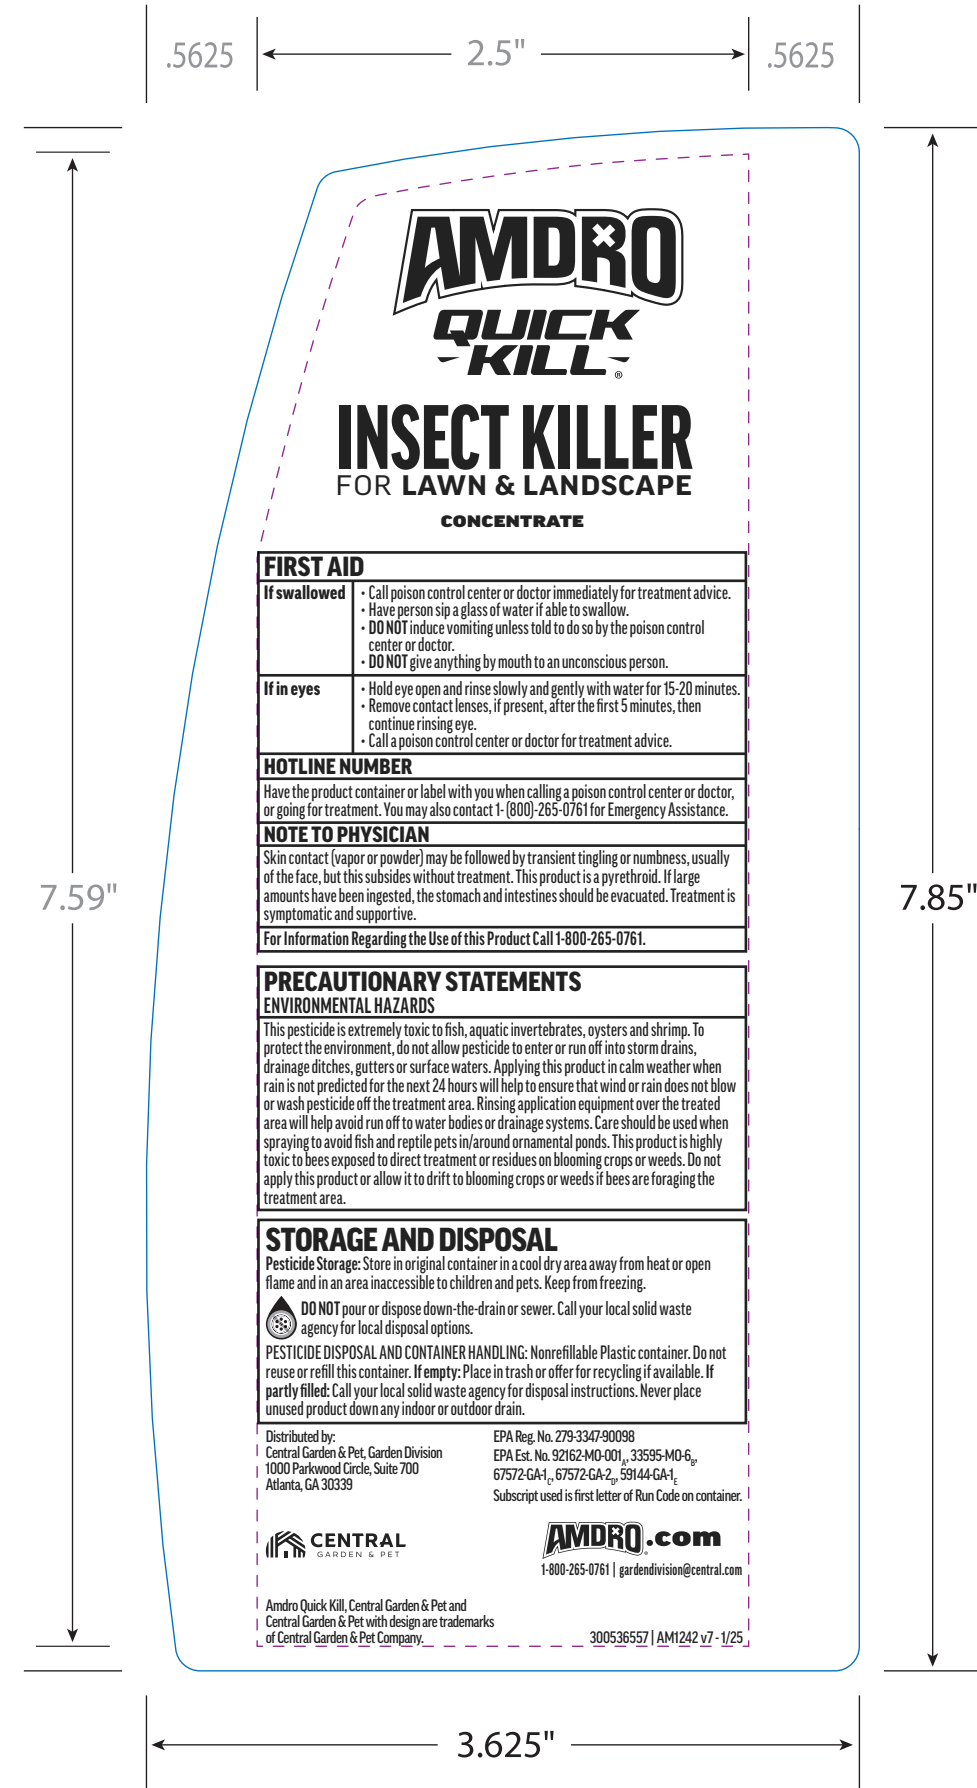 .5625 2.5" .5625
AMDRO
QUICK
KILL®
INSECT KILLER
FOR LAWN & LANDSCAPE
CONCENTRATE
FIRST AID
If swallowed
• Call poison control center or doctor immediately for treatment advice.
• Have person sip a glass of water if able to swallow.
• DO NOT induce vomiting unless told to do so by the poison control
center or doctor.
• DO NOT give anything by mouth to an unconscious person.
If in eyes
• Hold eye open and rinse slowly and gently with water for 15-20 minutes.
• Remove contact lenses, if present, after the first 5 minutes, then
continue rinsing eye.
• Call a poison control center or doctor for treatment advice.
HOTLINE NUMBER
Have the product container or label with you when calling a poison control center or doctor,
or going for treatment. You may also contact 1- (800)-265-0761 for Emergency Assistance.
NOTE TO PHYSICIAN
Skin contact (vapor or powder) may be followed by transient tingling or numbness, usually
of the face, but this subsides without treatment. This product is a pyrethroid. If large
amounts have been ingested, the stomach and intestines should be evacuated. Treatment is
symptomatic and supportive.
For Information Regarding the Use of this Product Call 1-800-265-0761.
7.59"
7.85"
PRECAUTIONARY STATEMENTS
ENVIRONMENTAL HAZARDS
This pesticide is extremely toxic to fish, aquatic invertebrates, oysters and shrimp. To
protect the environment, do not allow pesticide to enter or run off into storm drains,
drainage ditches, gutters or surface waters. Applying this product in calm weather when
rain is not predicted for the next 24 hours will help to ensure that wind or rain does not blow
or wash pesticide off the treatment area. Rinsing application equipment over the treated
area will help avoid run off to water bodies or drainage systems. Care should be used when
spraying to avoid fish and reptile pets in/around ornamental ponds. This product is highly
toxic to bees exposed to direct treatment or residues on blooming crops or weeds. Do not
apply this product or allow it to drift to blooming crops or weeds if bees are foraging the
treatment area.
STORAGE AND DISPOSAL
Pesticide Storage: Store in original container in a cool dry area away from heat or open
flame and in an area inaccessible to children and pets. Keep from freezing.
DO NOT pour or dispose down-the-drain or sewer. Call your local solid waste
agency for local disposal options.
PESTICIDE DISPOSAL AND CONTAINER HANDLING: Nonrefillable Plastic container. Do not
reuse or refill this container. If empty: Place in trash or offer for recycling if available. If
partly filled: Call your local solid waste agency for disposal instructions. Never place
unused product down any indoor or outdoor drain.
Distributed by:
Central Garden & Pet, Garden Division
1000 Parkwood Circle, Suite 700
Atlanta, GA 30339
EPA Reg. No. 279-3347-90098
EPA Est. No. 92162-MO-001A, 33595-MO-6B,
67572-GA-1C, 67572-GA-2D, 59144-GA-1E
Subscript used is first letter of Run Code on container.
CENTRAL
GARDEN & PET
AMDRO®.com
1-800-265-0761 | gardendivision@central.com
Amdro Quick Kill, Central Garden & Pet and
Central Garden & Pet with design are trademarks
of Central Garden & Pet Company.
300536557 | AM1242 v7 - 1/25
3.625"